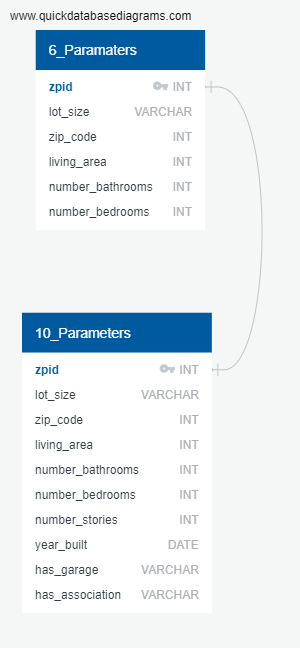 www.quickdatabasediagrams.com
6_Paramaters
zpid INT
lot_size VARCHAR
zip_code INT
living_area INT
number_bathrooms INT
number_bedrooms INT
10_Parameters
zpid INT
lot_size VARCHAR
zip_code INT
living_area INT
number_bathrooms INT
number_bedrooms INT
number_stories INT
year_built DATE
has_garage VARCHAR
has_association VARCHAR